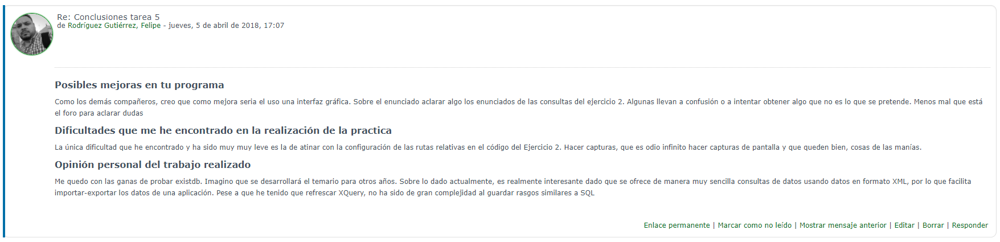 Re: Conclusiones tarea 5
de Rodríguez Gutiérrez, Felipe - jueves, 5 de abril de 2018, 17:07
Posibles mejoras en tu programa
Como los demás compañeros, creo que como mejora seria el uso una interfaz gráfica. Sobre el enunciado aclarar algo los enunciados de las consultas del ejercicio 2. Algunas llevan a confusión o a intentar obtener algo que no es lo que se pretende. Menos mal que está
el foro para aclarar dudas
Dificultades que me he encontrado en la realización de la practica
La única dificultad que he encontrado y ha sido muy muy leve es la de atinar con la configuración de las rutas relativas en el código del Ejercicio 2. Hacer capturas, que es odio infinito hacer capturas de pantalla y que queden bien, cosas de las manías.
Opinión personal del trabajo realizado
Me quedo con las ganas de probar existdb. Imagino que se desarrollará el temario para otros años. Sobre lo dado actualmente, es realmente interesante dado que se ofrece de manera muy sencilla consultas de datos usando datos en formato XML, por lo que facilita
importar-exportar los datos de una aplicación. Pese a que he tenido que refrescar XQuery, no ha sido de gran complejidad al guardar rasgos similares a SQL
Enlace permanente | Marcar como no leído | Mostrar mensaje anterior | Editar | Borrar | Responder